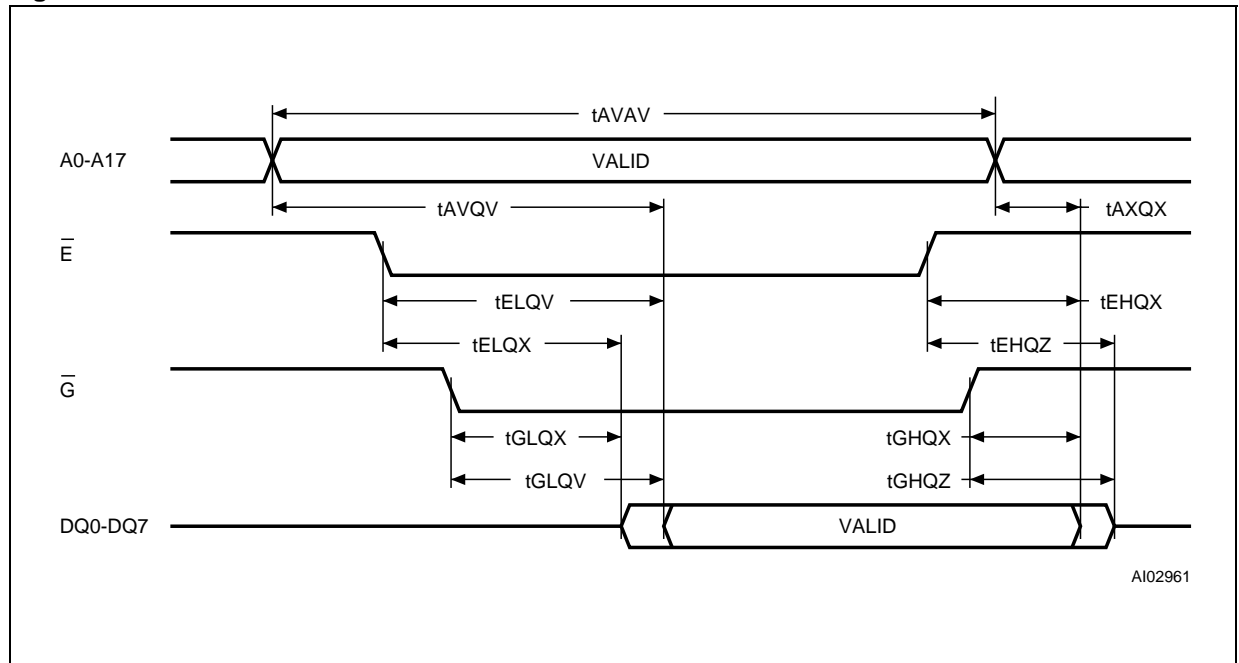 tAVAV
A0-A17 VALID
tAVQV tAXQX
E̅
tELQV tEHQX
tELQX tEHQZ
G̅
tGLQX tGHQX
tGLQV tGHQZ
DQ0-DQ7 VALID
AI02961